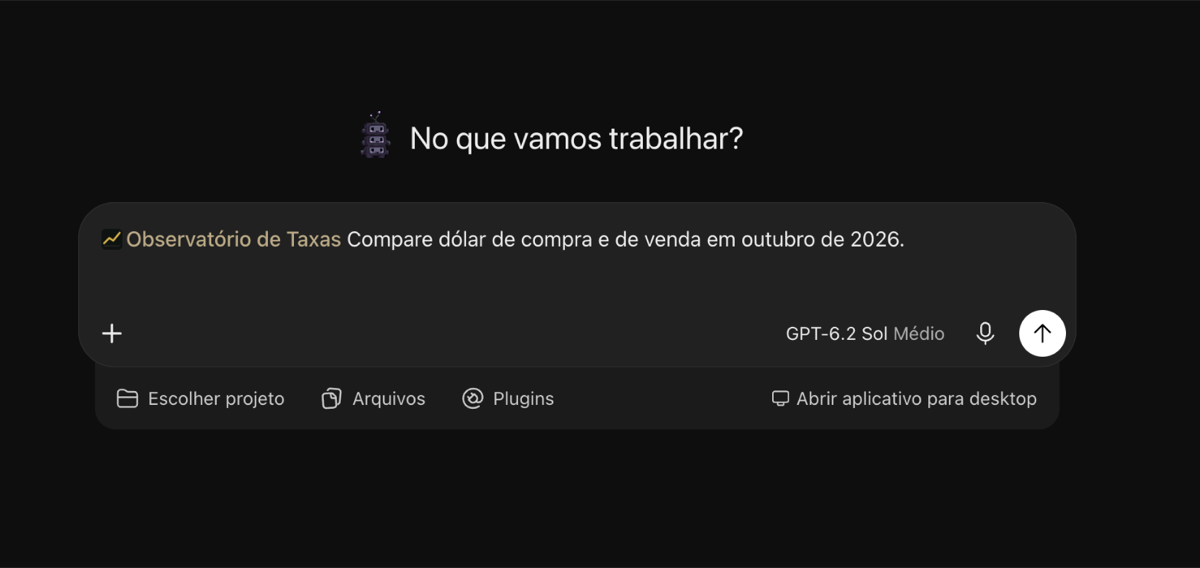 No que vamos trabalhar?
Observatório de Taxas Compare dólar de compra e de venda em outubro de 2026.
GPT-6.2 Sol Médio
Escolher projeto
Arquivos
Plugins
Abrir aplicativo para desktop